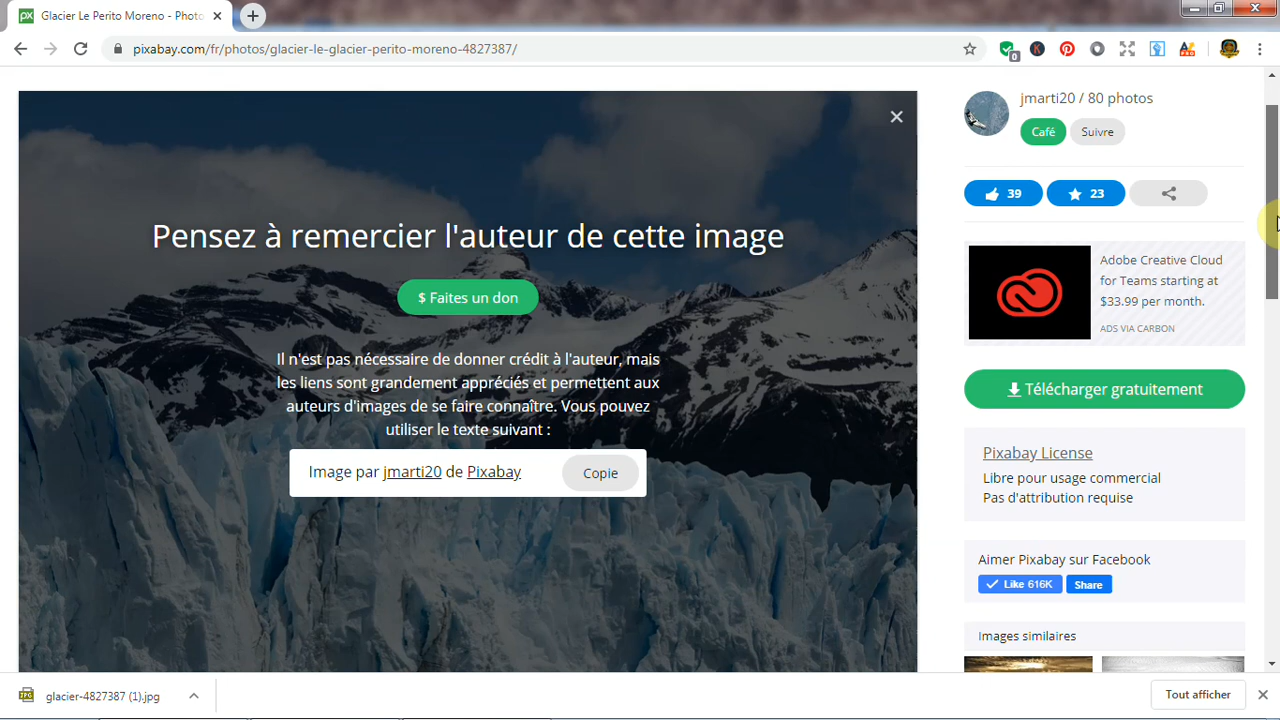 Glacier Le Perito Moreno - Photo
pixabay.com/fr/photos/glacier-le-glacier-perito-moreno-4827387/
0
jmarti20 / 80 photos
Café
Suivre
39
23
Pensez à remercier l'auteur de cette image
$ Faites un don
Il n'est pas nécessaire de donner crédit à l'auteur, mais
les liens sont grandement appréciés et permettent aux
auteurs d'images de se faire connaître. Vous pouvez
utiliser le texte suivant :
Image par jmarti20 de Pixabay
Copie
Adobe Creative Cloud
for Teams starting at
$33.99 per month.
ADS VIA CARBON
Télécharger gratuitement
Pixabay License
Libre pour usage commercial
Pas d'attribution requise
Aimer Pixabay sur Facebook
Like 616K
Share
Images similaires
glacier-4827387 (1).jpg
Tout afficher